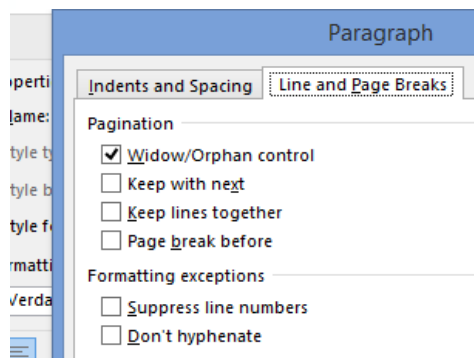 Paragraph
Indents and Spacing
Line and Page Breaks
Pagination
Widow/Orphan control
Keep with next
Keep lines together
Page break before
Formatting exceptions
Suppress line numbers
Don't hyphenate